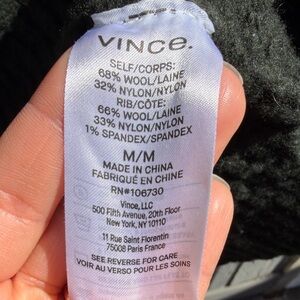 VINCE.
SELF/CORPS:
68% WOOL/LAINE
32% NYLON/NYLON
RIB/CÔTE:
66% WOOL/LAINE
33% NYLON/NYLON
1% SPANDEX/SPANDEX
M/M
MADE IN CHINA
FABRIQUÉ EN CHINE
RN#106730
Vince, LLC
500 Fifth Avenue, 20th Floor
New York, NY 10110
11 Rue Saint Florentin
75008 Paris France
SEE REVERSE FOR CARE
VOIR AU VERSO POUR LES SOINS